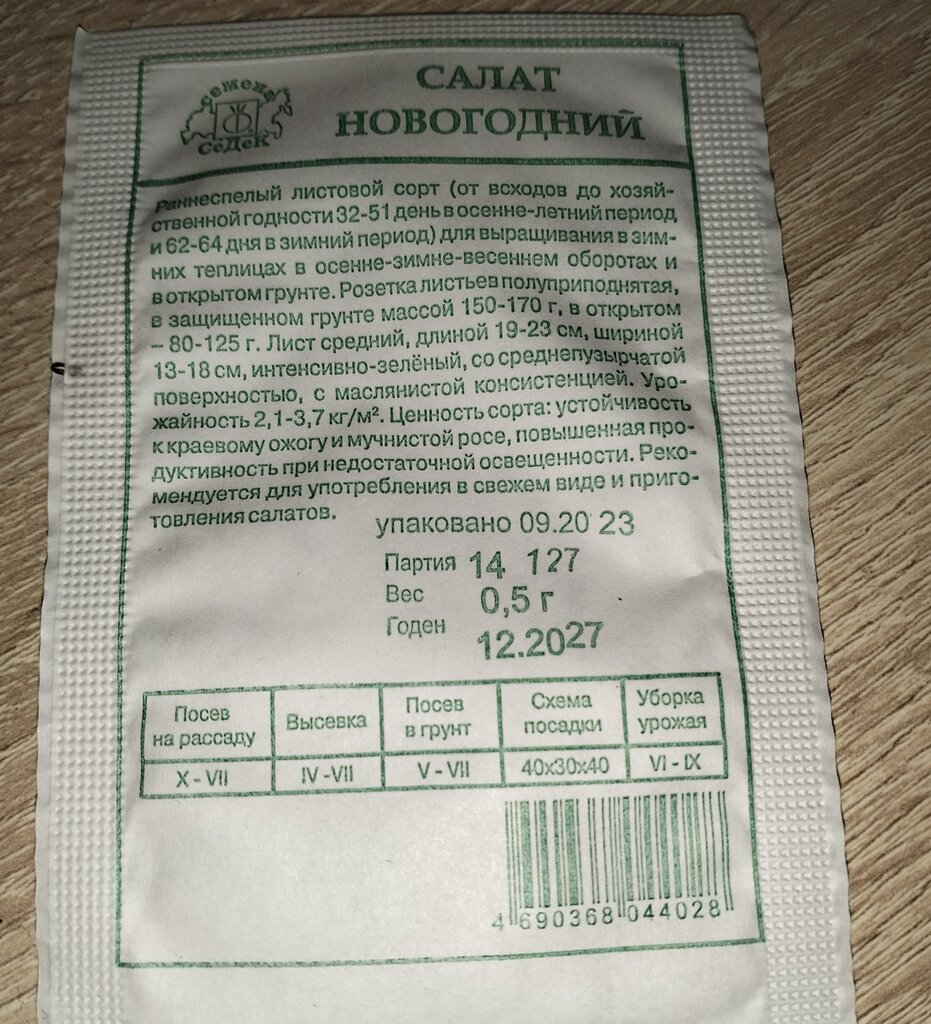 семена
СеДеК
САЛАТ
НОВОГОДНИЙ
Раннеспелый листовой сорт (от всходов до хозяй-
ственной годности 32-51 день в осенне-летний период
и 62-64 дня в зимний период) для выращивания в зим-
них теплицах в осенне-зимне-весеннем оборотах и
в открытом грунте. Розетка листьев полуприподнятая,
в защищенном грунте массой 150-170 г, в открытом
– 80-125 г. Лист средний, длиной 19-23 см, шириной
13-18 см, интенсивно-зелёный, со среднепузырчатой
поверхностью, с маслянистой консистенцией. Уро-
жайность 2,1-3,7 кг/м². Ценность сорта: устойчивость
к краевому ожогу и мучнистой росе, повышенная про-
дуктивность при недостаточной освещенности. Реко-
мендуется для употребления в свежем виде и приго-
товления салатов.
упаковано 09.20 23
Партия 14 127
Вес 0,5 г
Годен 12.2027
Посев на рассаду Высевка Посев в грунт Схема посадки Уборка урожая
X - VII IV -VII V - VII 40x30x40 VI - IX
4 690368 044028